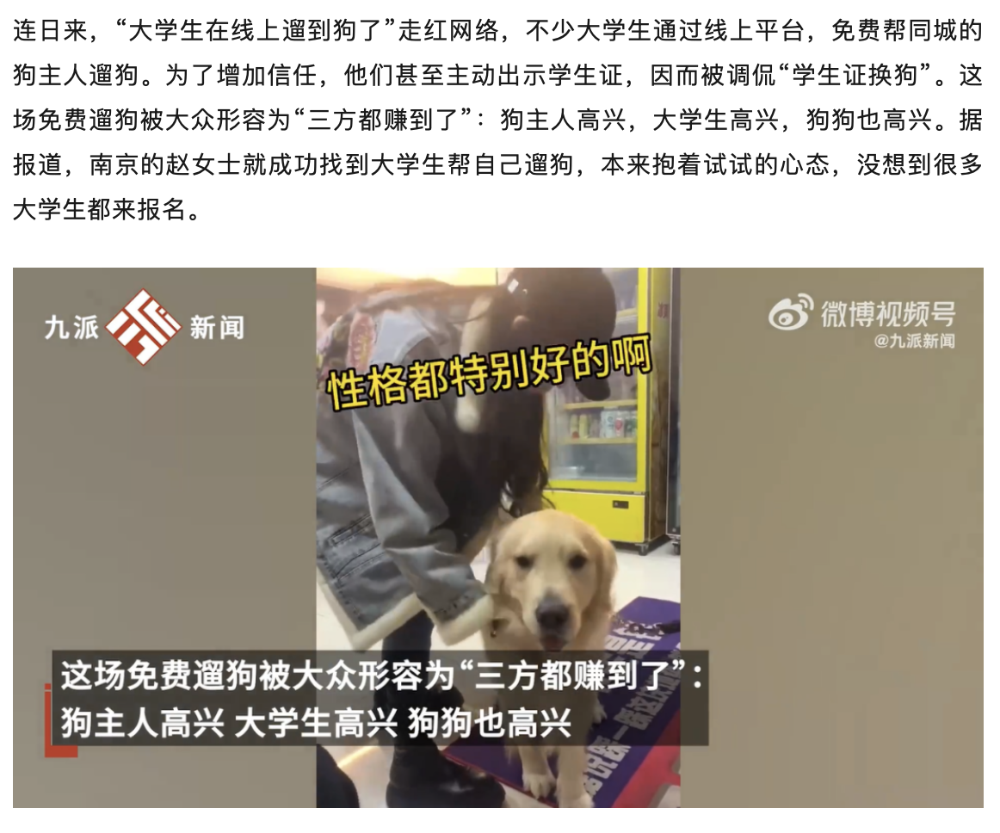 连日来，“大学生在线上遛到狗了”走红网络，不少大学生通过线上平台，免费帮同城的
狗主人遛狗。为了增加信任，他们甚至主动出示学生证，因而被调侃“学生证换狗”。这
场免费遛狗被大众形容为“三方都赚到了”：狗主人高兴，大学生高兴，狗狗也高兴。据
报道，南京的赵女士就成功找到大学生帮自己遛狗，本来抱着试试的心态，没想到很多
大学生都来报名。
九派 新闻
微博视频号
@九派新闻
性格都特别好的啊
这场免费遛狗被大众形容为“三方都赚到了”：
狗主人高兴 大学生高兴 狗狗也高兴